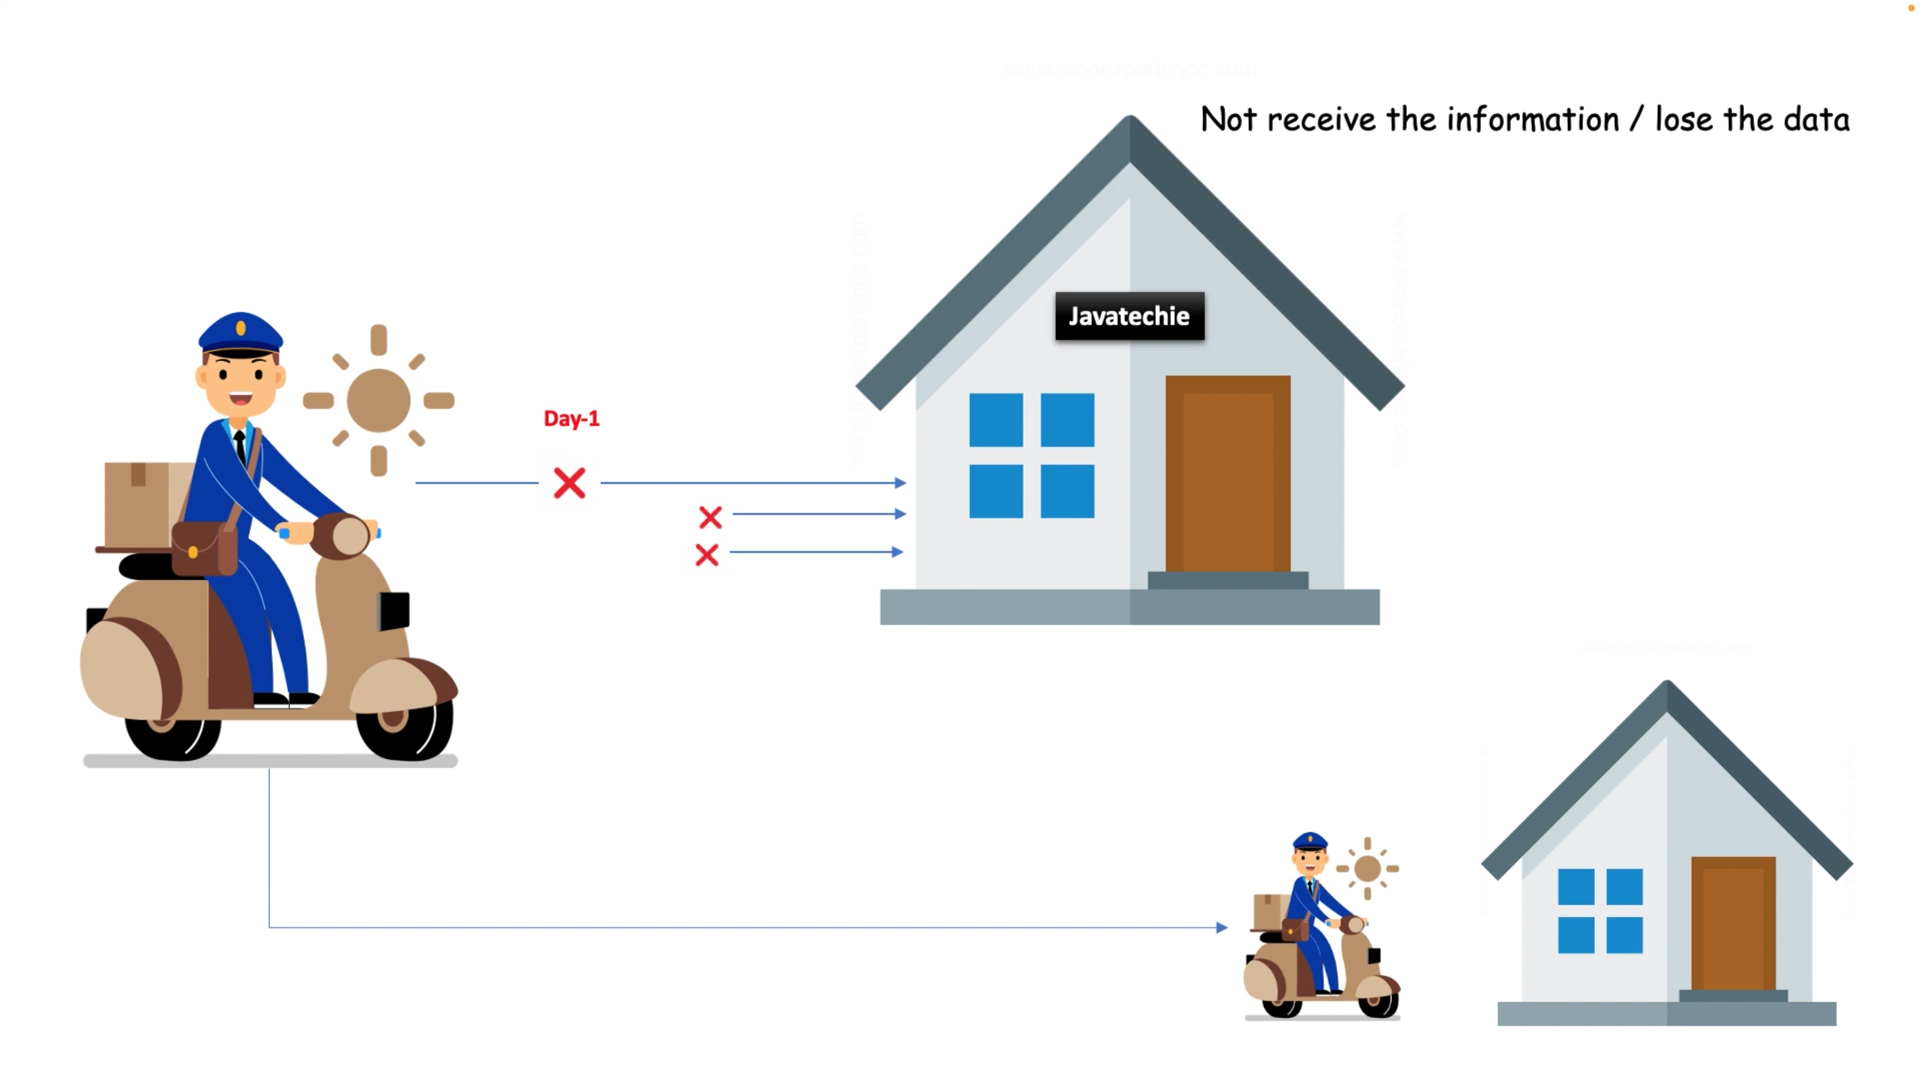 Not receive the information / lose the data
Javatechie
Day-1